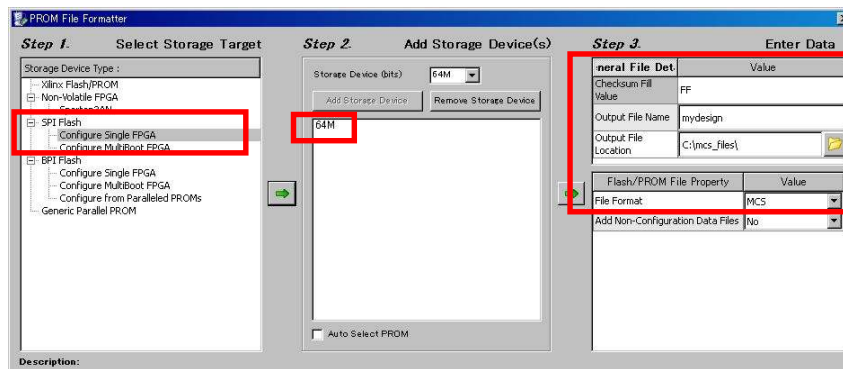 PROM File Formatter
Step 1. Select Storage Target
Storage Device Type :
Xilinx Flash/PROM
Non-Volatile FPGA
Spartan3AN
SPI Flash
Configure Single FPGA
Configure MultiBoot FPGA
BPI Flash
Configure Single FPGA
Configure MultiBoot FPGA
Configure from Paralleled PROMs
Generic Parallel PROM
Step 2. Add Storage Device(s)
Storage Device (bits) 64M
Add Storage Device Remove Storage Device
64M
Auto Select PROM
Step 3. Enter Data
neral File Det Value
Checksum Fill
Value FF
Output File Name mydesign
Output File
Location C:\mcs_files\
Flash/PROM File Property Value
File Format MCS
Add Non-Configuration Data Files No
Description: